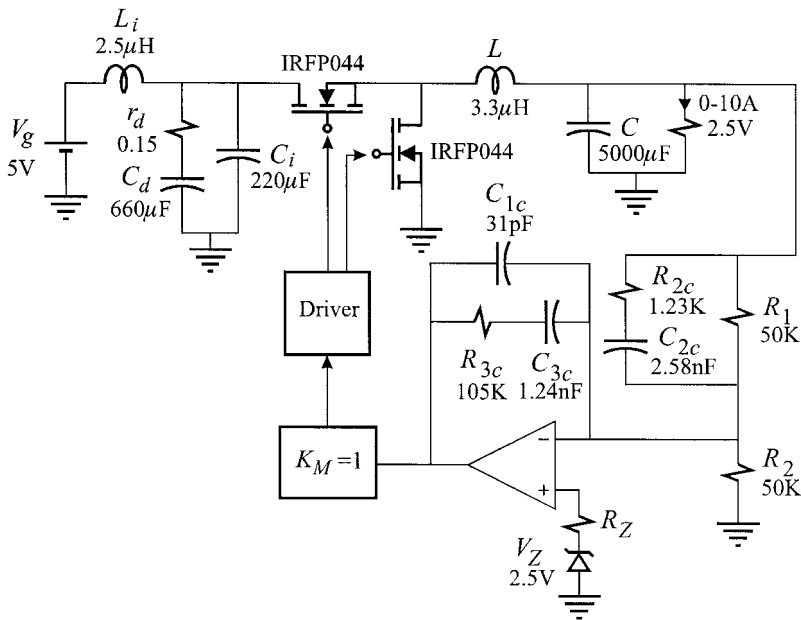 L_i
2.5μH
IRFP044
L
3.3μH
V_g
5V
r_d
0.15
C_d
660μF
C_i
220μF
IRFP044
C
5000μF
0-10A
2.5V
C_1c
31pF
R_2c
1.23K
R_1
50K
C_2c
2.58nF
Driver
R_3c
105K
C_3c
1.24nF
K_M=1
−
+
R_2
50K
R_Z
V_Z
2.5V